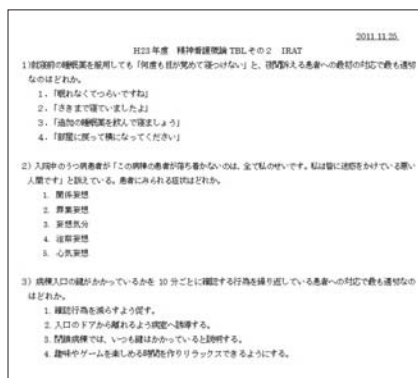 2011.11.25.
H23年度 精神看護概論TBLその2 IRAT
1)就寝前の睡眠薬を服用しても「何度も目が覚めて寝つけない」と、夜間訴える患者への最初の対応で最も適切
なのはどれか。
1.「眠れなくてつらいですね」
2.「さきまで寝ていましたよ」
3.「追加の睡眠薬を飲んで寝ましょう」
4.「部屋に戻って横になってください」
2)入院中のうつ病患者が「この病棟の患者が落ち着かないのは、全て私のせいです。私は皆に迷惑をかけている悪い
人間です」と訴えている。患者にみられる症状はどれか。
1. 関係妄想
2. 罪業妄想
3. 妄想気分
4. 注察妄想
5. 心気妄想
3)病棟入口の鍵がかかっているかを10分ごとに確認する行為を繰り返している患者への対応で最も適切なの
はどれか。
1. 確認行為を減らすよう促す。
2. 入口のドアから離れるよう病室へ誘導する。
3. 閉鎖病棟では、いつも鍵はかかっていると説明する。
4. 趣味やゲームを楽しめる時間を作りリラックスできるようにする。